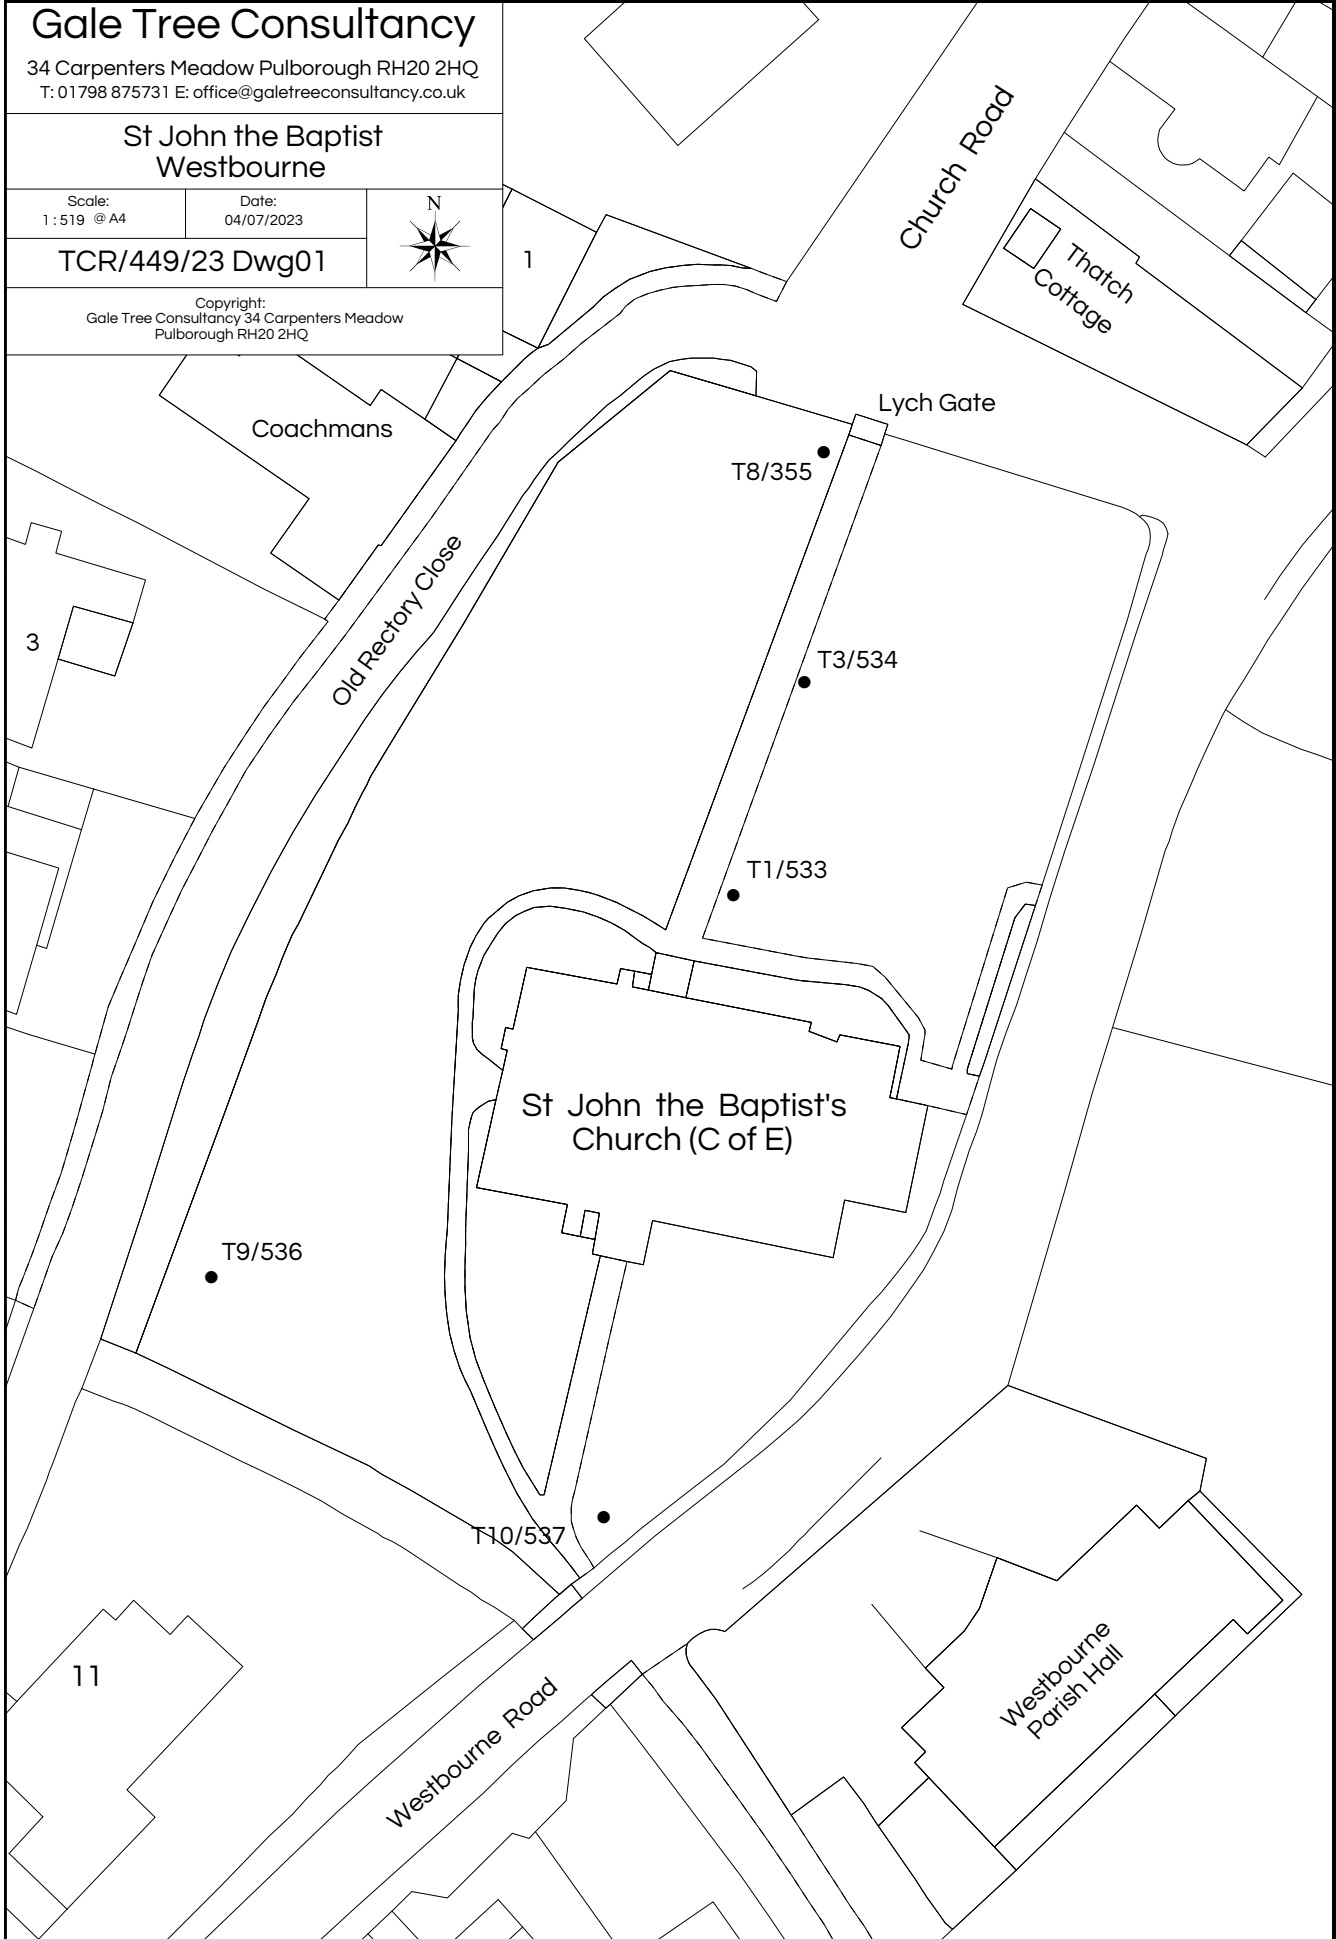 Gale Tree Consultancy
34 Carpenters Meadow Pulborough RH20 2HQ
T: 01798 875731 E: office@galetreeconsultancy.co.uk
St John the Baptist
Westbourne
Scale:
1 : 519 @ A4
Date:
04/07/2023
N
TCR/449/23 Dwg01
Copyright:
Gale Tree Consultancy 34 Carpenters Meadow
Pulborough RH20 2HQ
1
Church Road
Thatch
Cottage
Coachmans
Lych Gate
T8/355
Old Rectory Close
3
T3/534
T1/533
St John the Baptist's
Church (C of E)
T9/536
T10/537
11
Westbourne Road
Westbourne
Parish Hall